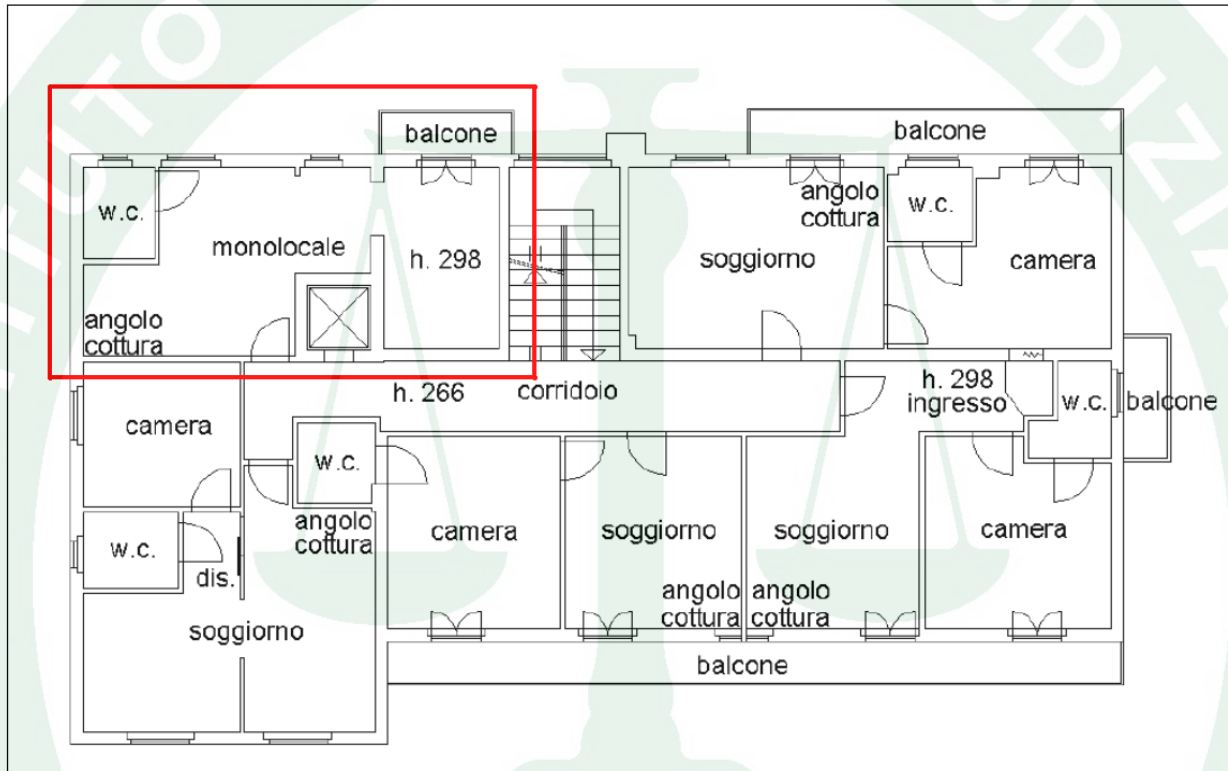 balcone
balcone
w.c.
monolocale
h. 298
angolo
cottura
soggiorno
angolo
cottura
w.c.
camera
h. 266
corridoio
h. 298
ingresso
w.c.
balcone
camera
w.c.
angolo
cottura
w.c.
dis.
soggiorno
camera
soggiorno
angolo
cottura
soggiorno
angolo
cottura
camera
balcone